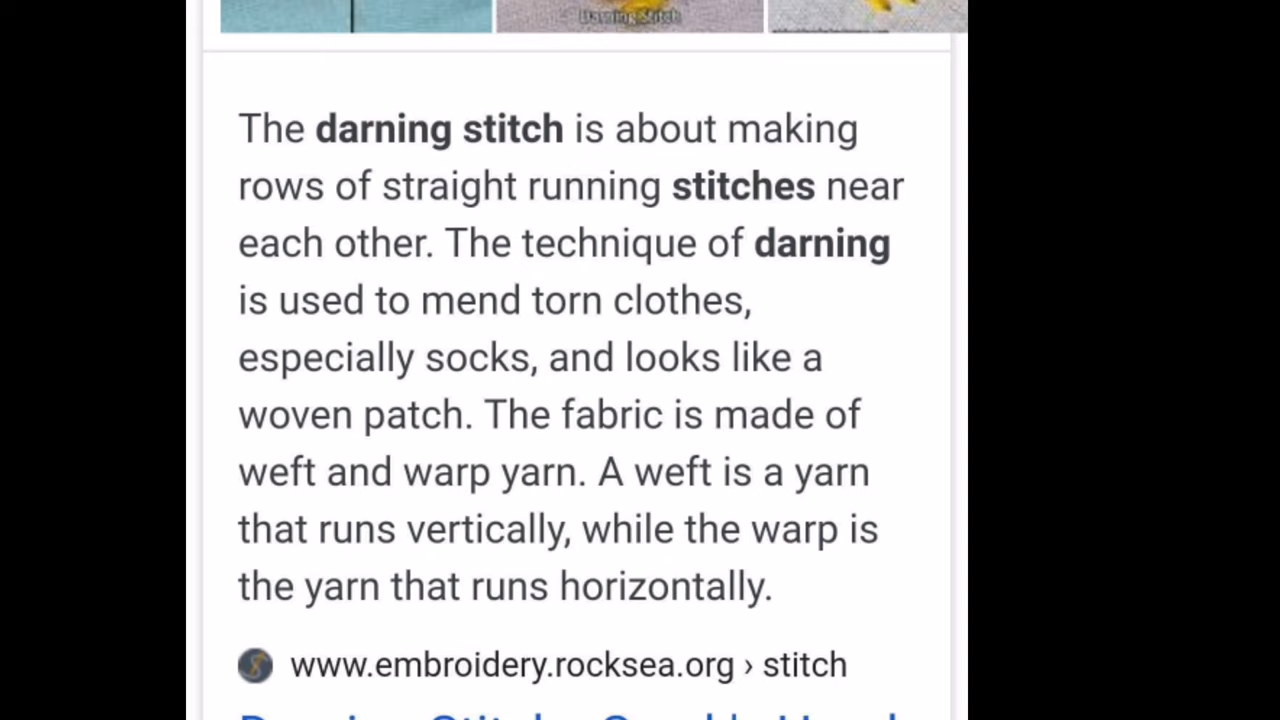 Darning Stitch
The darning stitch is about making
rows of straight running stitches near
each other. The technique of darning
is used to mend torn clothes,
especially socks, and looks like a
woven patch. The fabric is made of
weft and warp yarn. A weft is a yarn
that runs vertically, while the warp is
the yarn that runs horizontally.
www.embroidery.rocksea.org › stitch